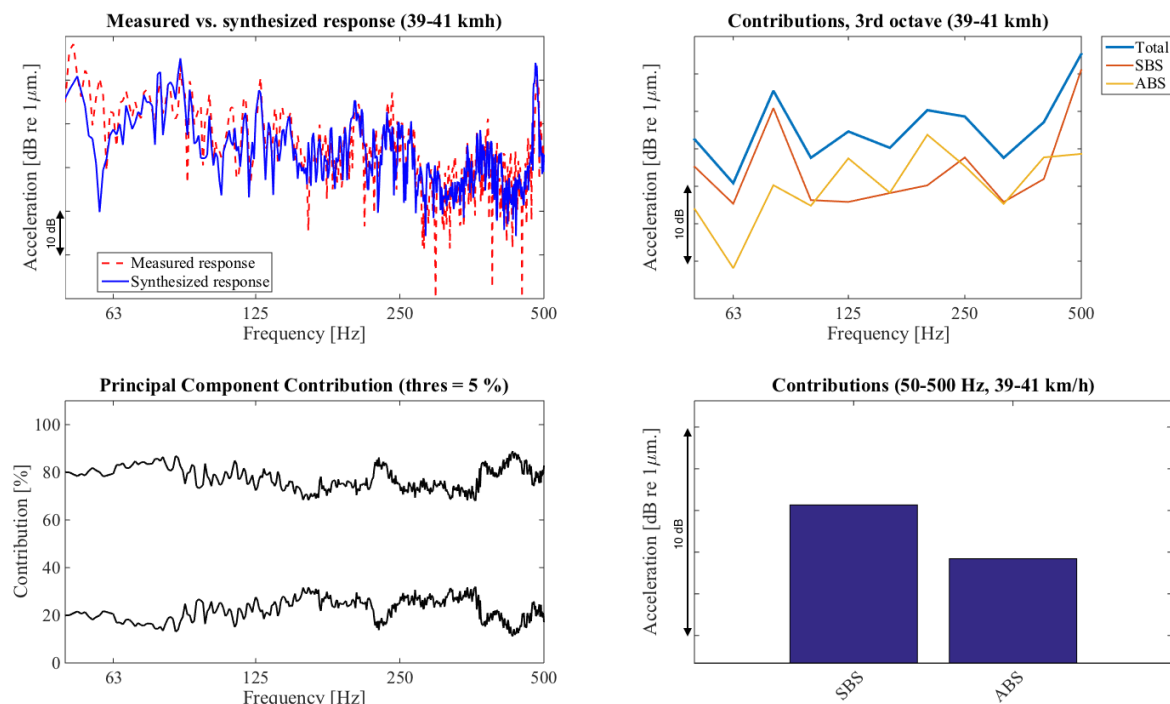 Measured vs. synthesized response (39-41 kmh)
Acceleration [dB re 1μm.]
10 dB
Measured response
Synthesized response
63
125
250
500
Frequency [Hz]
Contributions, 3rd octave (39-41 kmh)
Acceleration [dB re 1μm.]
10 dB
Total
SBS
ABS
63
125
250
500
Frequency [Hz]
Principal Component Contribution (thres = 5 %)
Contribution [%]
100
80
60
40
20
0
63
125
250
500
Frequency [Hz]
Contributions (50-500 Hz, 39-41 km/h)
Acceleration [dB re 1μm.]
10 dB
SBS
ABS